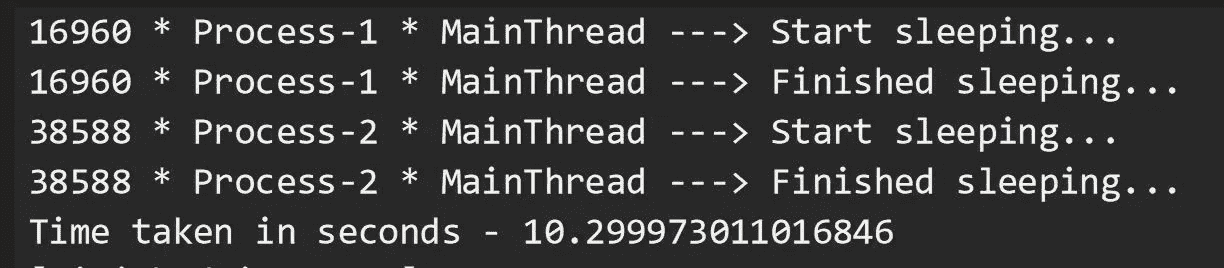 16960 * Process-1 * MainThread ---> Start sleeping...
16960 * Process-1 * MainThread ---> Finished sleeping...
38588 * Process-2 * MainThread ---> Start sleeping...
38588 * Process-2 * MainThread ---> Finished sleeping...
Time taken in seconds - 10.299973011016846